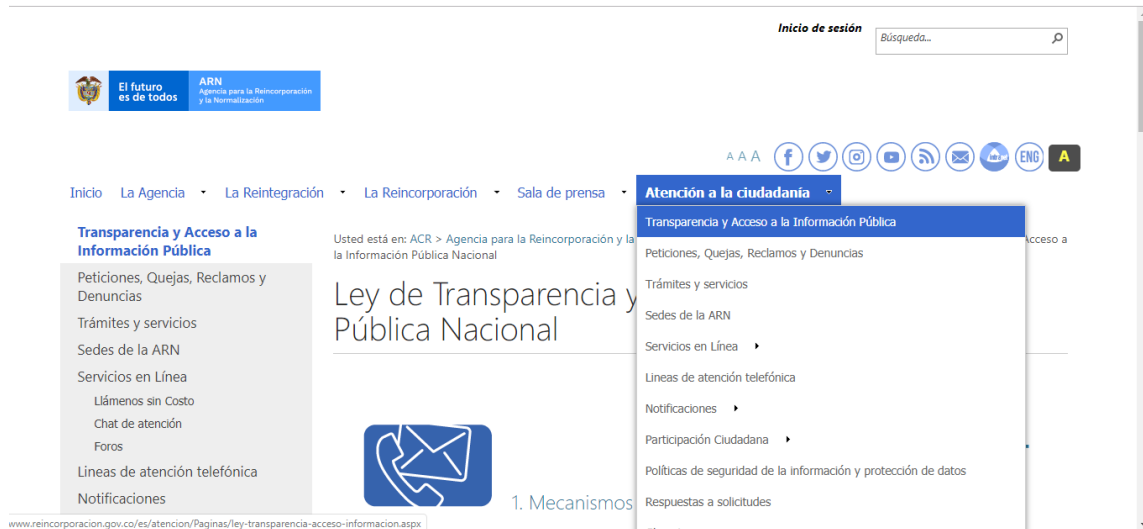 Inicio de sesión
Búsqueda...
El futuro
es de todos
ARN
Agencia para la Reincorporación
y la Normalización
A A A
ENG
A
Inicio La Agencia La Reintegración La Reincorporación Sala de prensa Atención a la ciudadanía
Transparencia y Acceso a la
Información Pública
Peticiones, Quejas, Reclamos y
Denuncias
Trámites y servicios
Sedes de la ARN
Servicios en Línea
Llámenos sin Costo
Chat de atención
Foros
Lineas de atención telefónica
Notificaciones
Usted está en: ACR > Agencia para la Reincorporación y la
Acceso a
la Información Pública Nacional
Ley de Transparencia y
Pública Nacional
1. Mecanismos
Transparencia y Acceso a la Información Pública
Peticiones, Quejas, Reclamos y Denuncias
Trámites y servicios
Sedes de la ARN
Servicios en Línea
Lineas de atención telefónica
Notificaciones
Participación Ciudadana
Políticas de seguridad de la información y protección de datos
Respuestas a solicitudes
www.reincorporacion.gov.co/es/atencion/Paginas/ley-transparencia-acceso-informacion.aspx